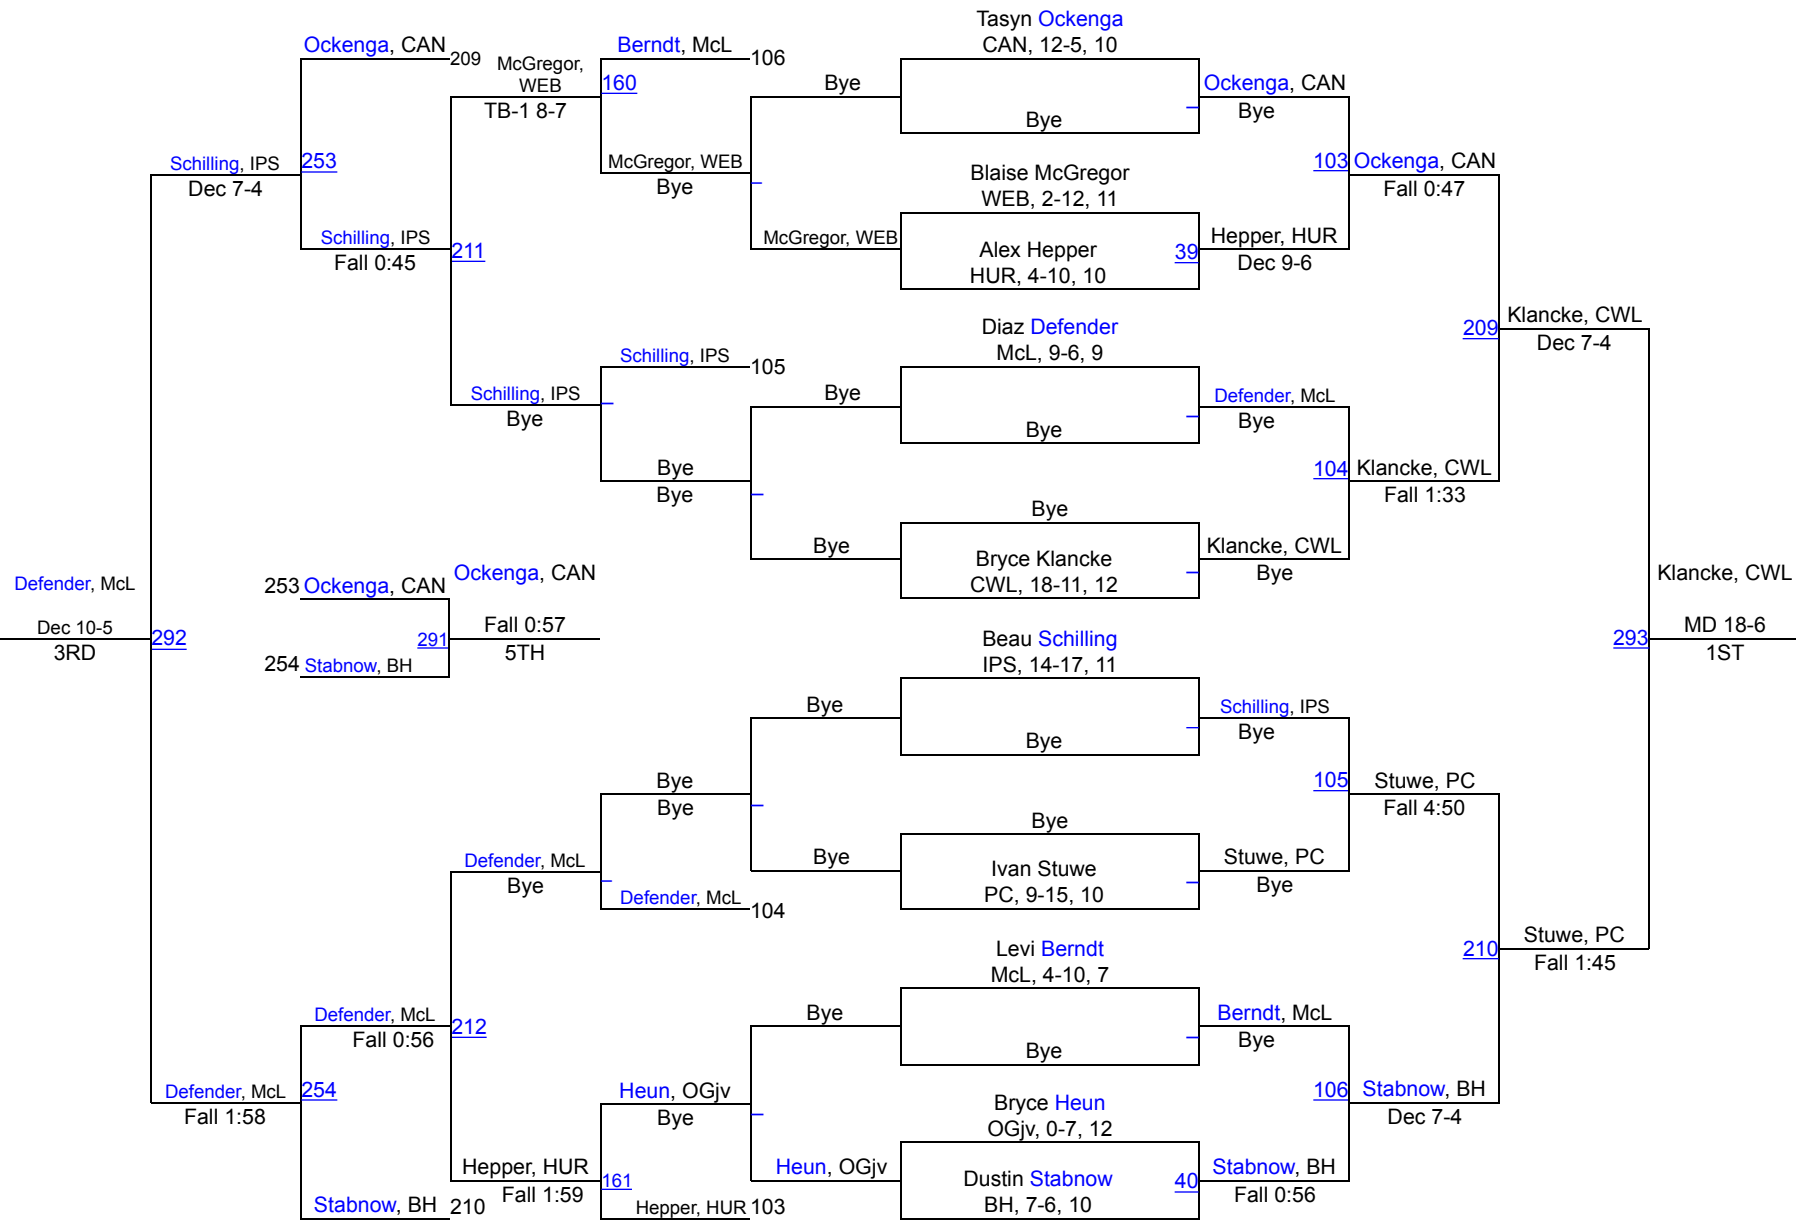 Tasyn Ockenga
CAN, 12-5, 10
Ockenga, CAN
209
McGregor,
WEB
TB-1 8-7
Berndt, McL
106
160
Bye
Bye
Ockenga, CAN
Bye
Schilling, IPS
Dec 7-4
253
McGregor, WEB
Bye
Blaise McGregor
WEB, 2-12, 11
103
Ockenga, CAN
Fall 0:47
Schilling, IPS
Fall 0:45
211
McGregor, WEB
Alex Hepper
HUR, 4-10, 10
39
Hepper, HUR
Dec 9-6
Diaz Defender
McL, 9-6, 9
209
Klancke, CWL
Dec 7-4
Schilling, IPS
105
Schilling, IPS
Bye
Bye
Bye
Defender, McL
Bye
Bye
Bye
104
Klancke, CWL
Fall 1:33
Bye
Bye
Bryce Klancke
CWL, 18-11, 12
Klancke, CWL
Bye
Defender, McL
Dec 10-5
3RD
292
253
Ockenga, CAN
Ockenga, CAN
291
Fall 0:57
5TH
254
Stabnow, BH
Klancke, CWL
293
MD 18-6
1ST
Beau Schilling
IPS, 14-17, 11
Bye
Bye
Schilling, IPS
Bye
Bye
Bye
105
Stuwe, PC
Fall 4:50
Bye
Defender, McL
Bye
Bye
Ivan Stuwe
PC, 9-15, 10
Stuwe, PC
Bye
Defender, McL
104
Levi Berndt
McL, 4-10, 7
210
Stuwe, PC
Fall 1:45
Defender, McL
Fall 0:56
212
Bye
Bye
Berndt, McL
Bye
Defender, McL
Fall 1:58
254
Heun, OGjv
Bye
Bryce Heun
OGjv, 0-7, 12
106
Stabnow, BH
Dec 7-4
Hepper, HUR
Fall 1:59
161
Heun, OGjv
Dustin Stabnow
BH, 7-6, 10
40
Stabnow, BH
Fall 0:56
Stabnow, BH
210
Hepper, HUR
103